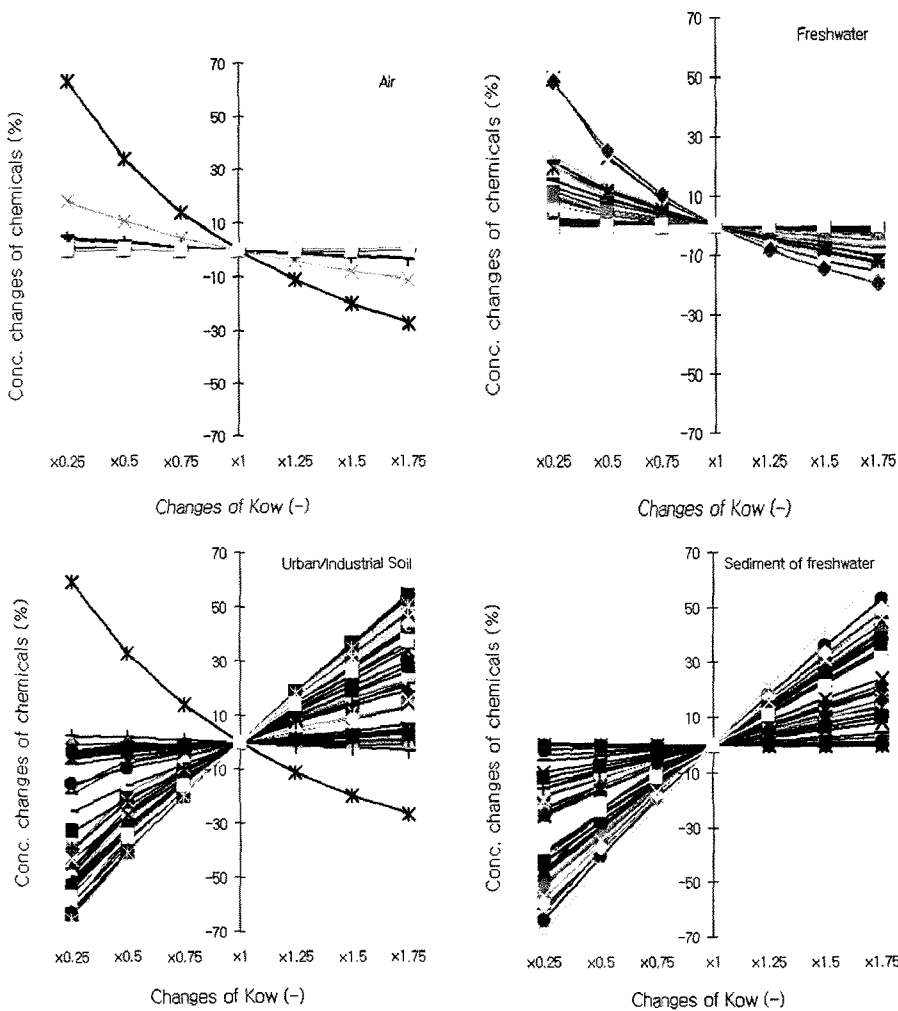 Air
Conc. changes of chemicals (%)
70
50
30
10
-10
-30
-50
-70
x0.25 x0.5 x0.75 x1 x1.25 x1.5 x1.75
Changes of Kow (-)
Freshwater
Conc. changes of chemicals (%)
70
50
30
10
-10
-30
-50
-70
x0.25 x0.5 x0.75 x1 x1.25 x1.5 x1.75
Changes of Kow (-)
Urban/Industrial Soil
Conc. changes of chemicals (%)
70
50
30
10
-10
-30
-50
-70
x0.25 x0.5 x0.75 x1 x1.25 x1.5 x1.75
Changes of Kow (-)
Sediment of freshwater
Conc. changes of chemicals (%)
70
50
30
10
-10
-30
-50
-70
x0.25 x0.5 x0.75 x1 x1.25 x1.5 x1.75
Changes of Kow (-)